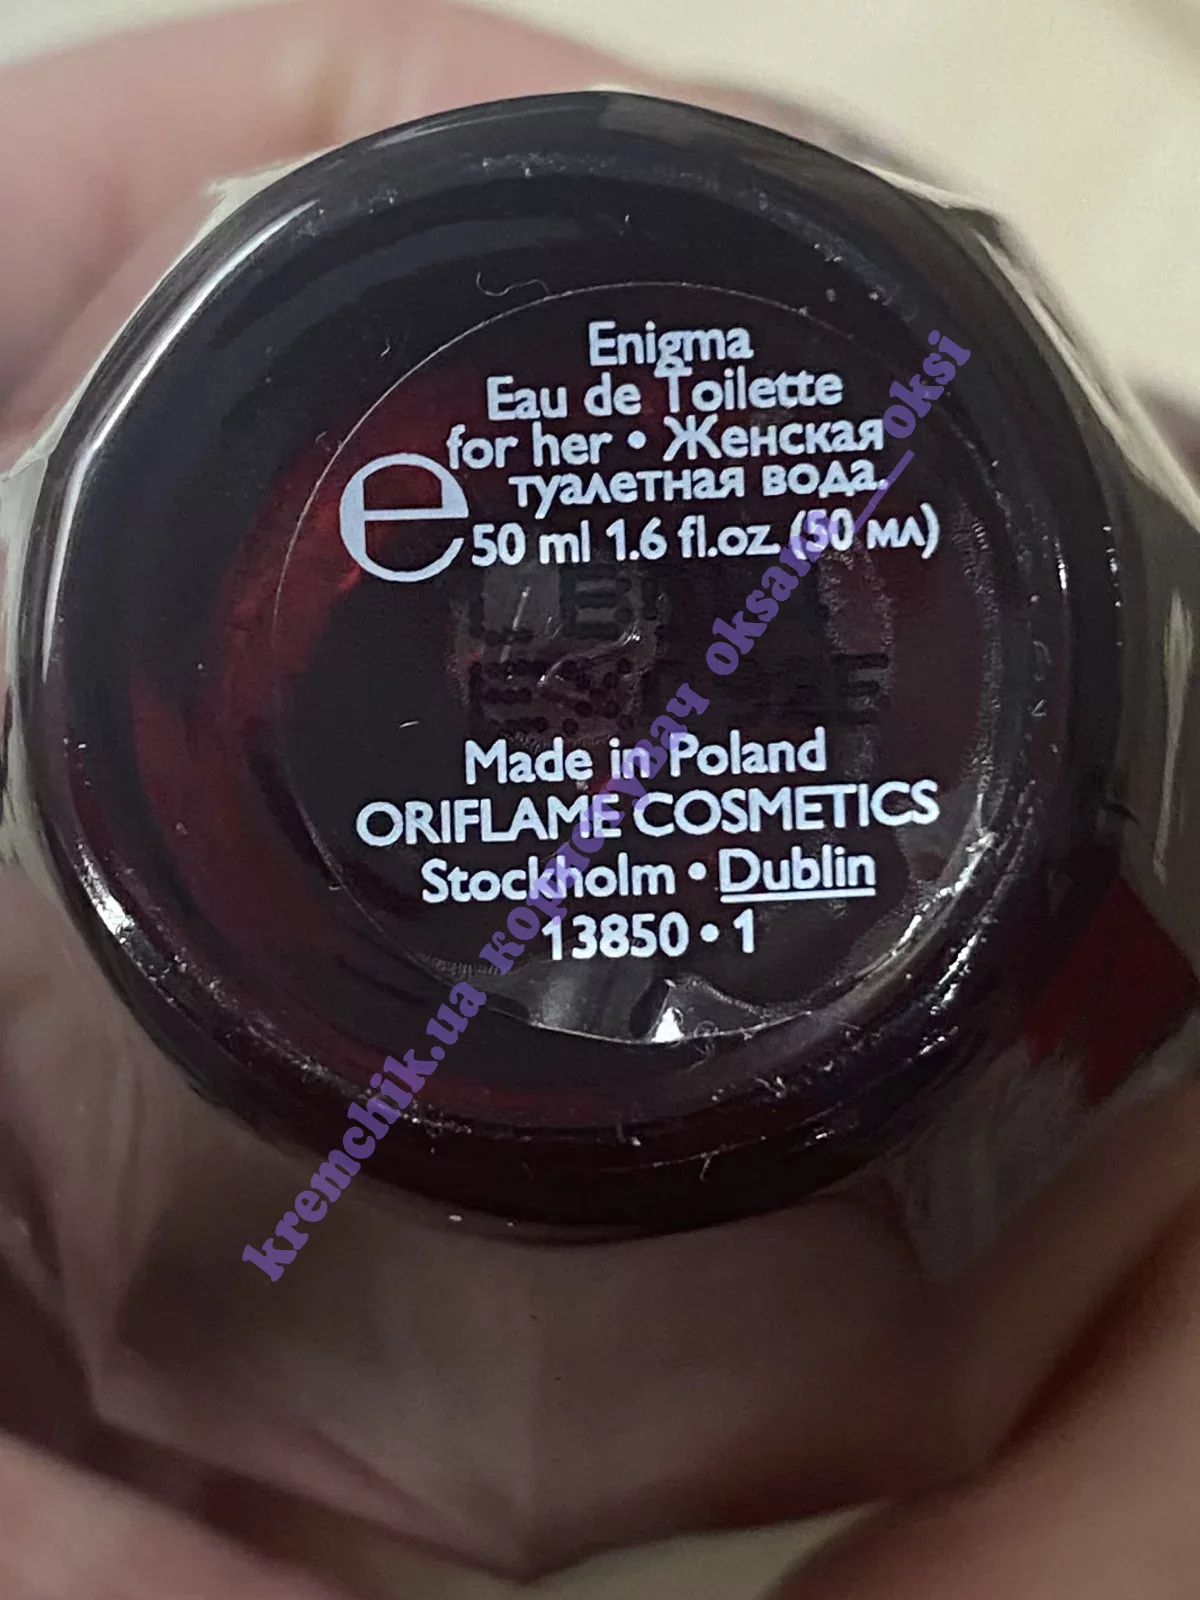 Enigma
Eau de Toilette
for her • Женская
туалетная вода.
e 50 ml 1.6 fl.oz. (50 мл)
Made in Poland
ORIFLAME COSMETICS
Stockholm • Dublin
13850 • 1
kremchik.ua користувач oksana__oksi